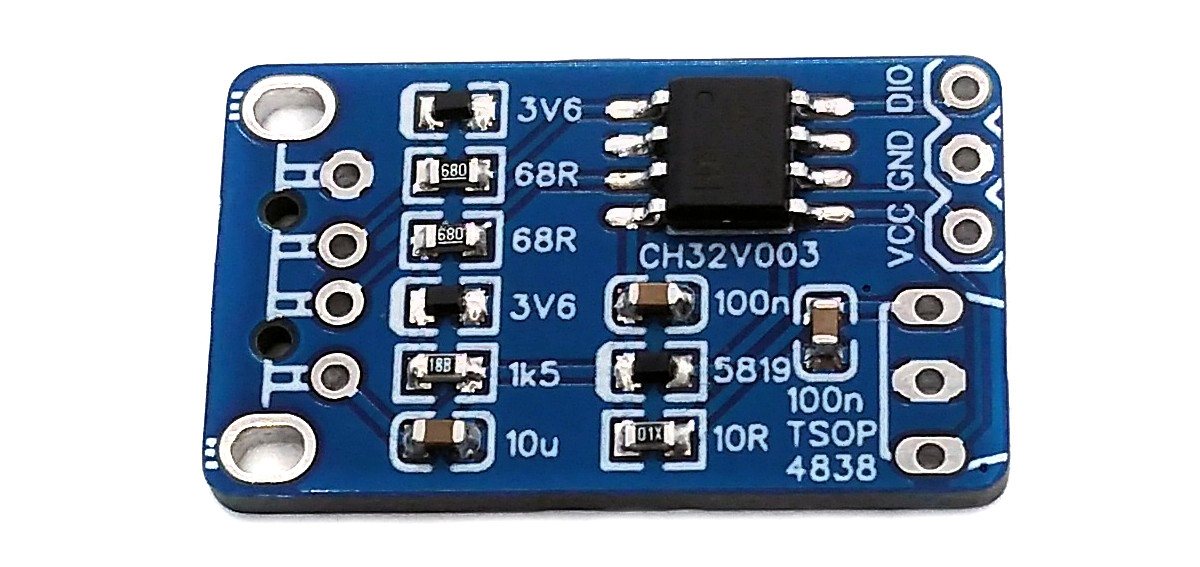 3V6
680
68R
680
68R
3V6
18B
1k5
10u
CH32V003
100n
5819
01X
10R
100n
TSOP
4838
DIO
GND
VCC